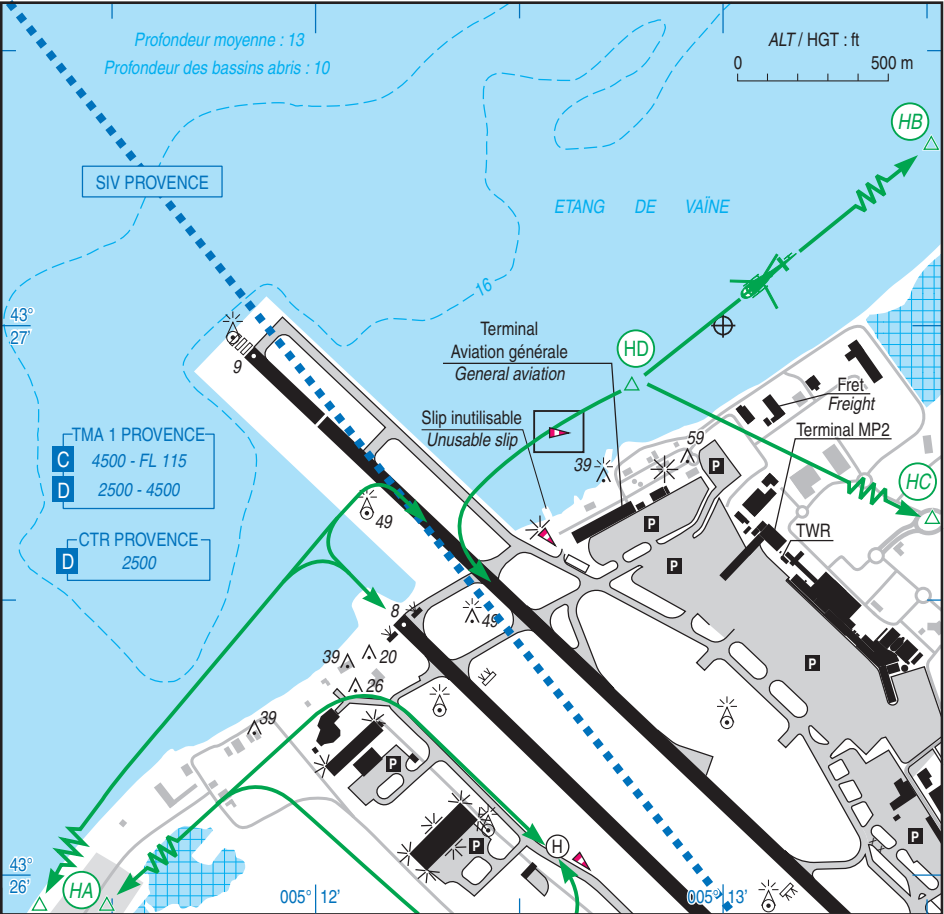 Profondeur moyenne : 13
Profondeur des bassins abris : 10
ALT / HGT : ft
0 500 m
HB
SIV PROVENCE
ETANG DE VAÏNE
16
43°
27'
9
Terminal
Aviation générale
General aviation
HD
Fret
Freight
Slip inutilisable
Unusable slip
Terminal MP2
59
P
39
TMA 1 PROVENCE
C 4500 - FL 115
D 2500 - 4500
HC
49
P
TWR
CTR PROVENCE
D 2500
P
8
49
39
20
26
P
39
P
P
P
H
43°
26'
HA
005° 12'
005° 13'